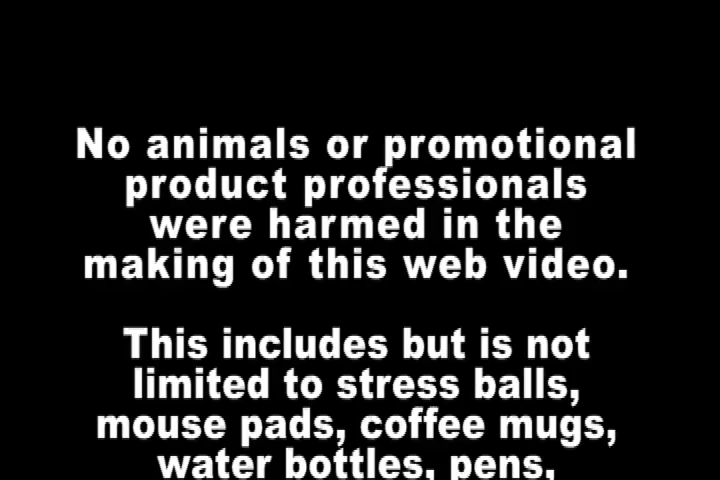 No animals or promotional
product professionals
were harmed in the
making of this web video.
This includes but is not
limited to stress balls,
mouse pads, coffee mugs,
water bottles, pens,